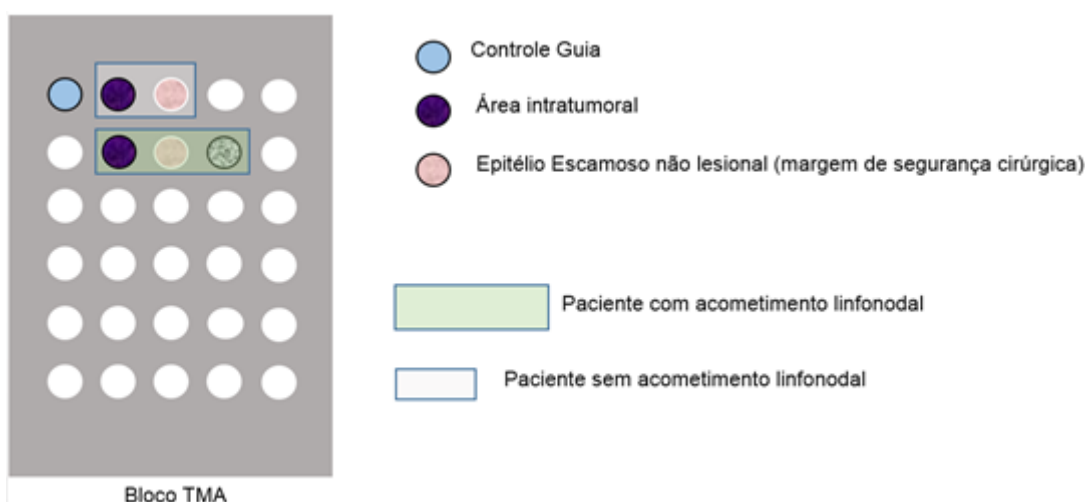 Controle Guia
Área intratumoral
Epitélio Escamoso não lesional (margem de segurança cirúrgica)
Paciente com acometimento linfonodal
Paciente sem acometimento linfonodal
Bloco TMA